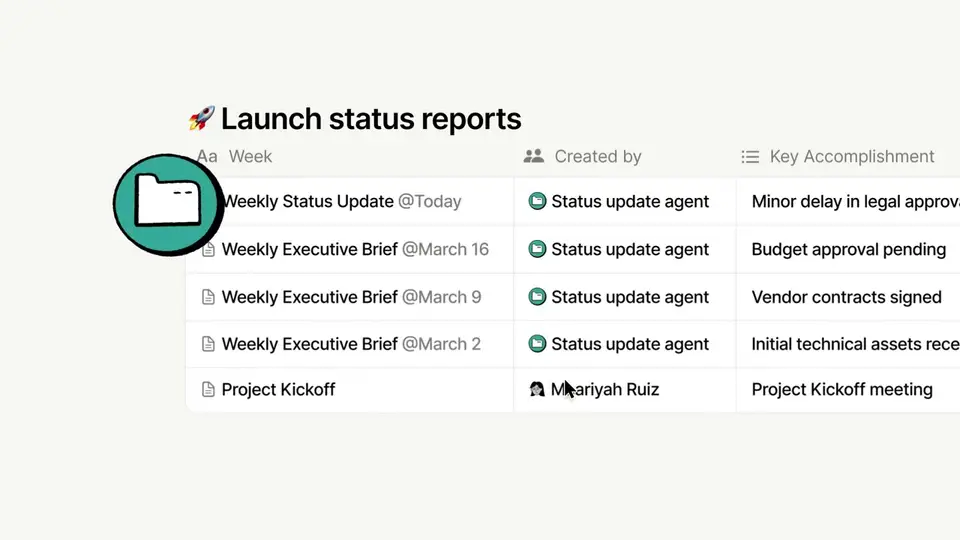 🚀 Launch status reports
Aa Week Created by Key Accomplishment
Weekly Status Update @Today Status update agent Minor delay in legal
Weekly Executive Brief @March 16 Status update agent Budget approval pending
Weekly Executive Brief @March 9 Status update agent Vendor contracts signed
Weekly Executive Brief @March 2 Status update agent Initial technical assets
Project Kickoff Ruiz Project Kickoff meeting